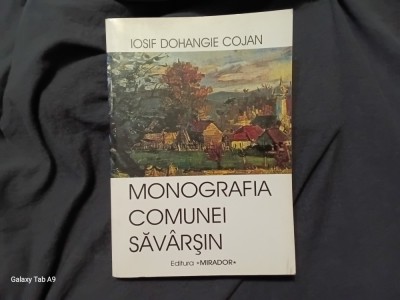 IOSIF DOHANGIE COJAN
MONOGRAFIA
COMUNEI
SĂVÂRŞIN
Editura «MIRADOR»
Galaxy Tab A9